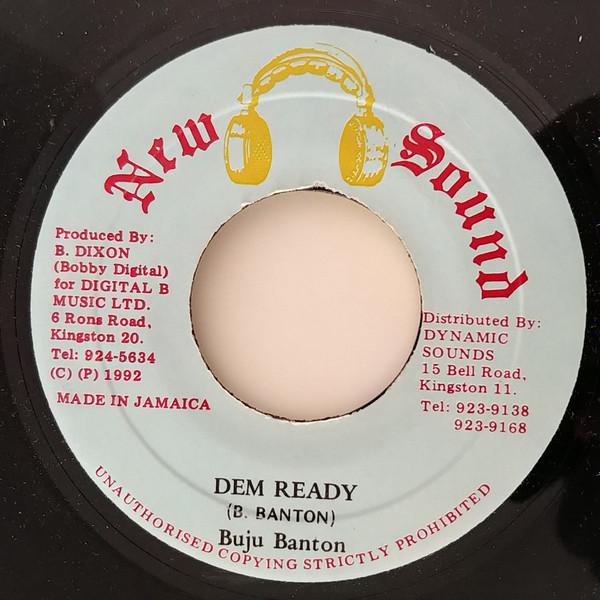 New Sound
Produced By:
B. DIXON
(Bobby Digital)
for DIGITAL B
MUSIC LTD.
6 Rons Road,
Kingston 20.
Tel: 924-5634
(C) (P) 1992
MADE IN JAMAICA
Distributed By:
DYNAMIC
SOUNDS
15 Bell Road,
Kingston 11.
Tel: 923-9138
923-9168
DEM READY
(B. BANTON)
Buju Banton
UNAUTHORISED COPYING STRICTLY PROHIBITED